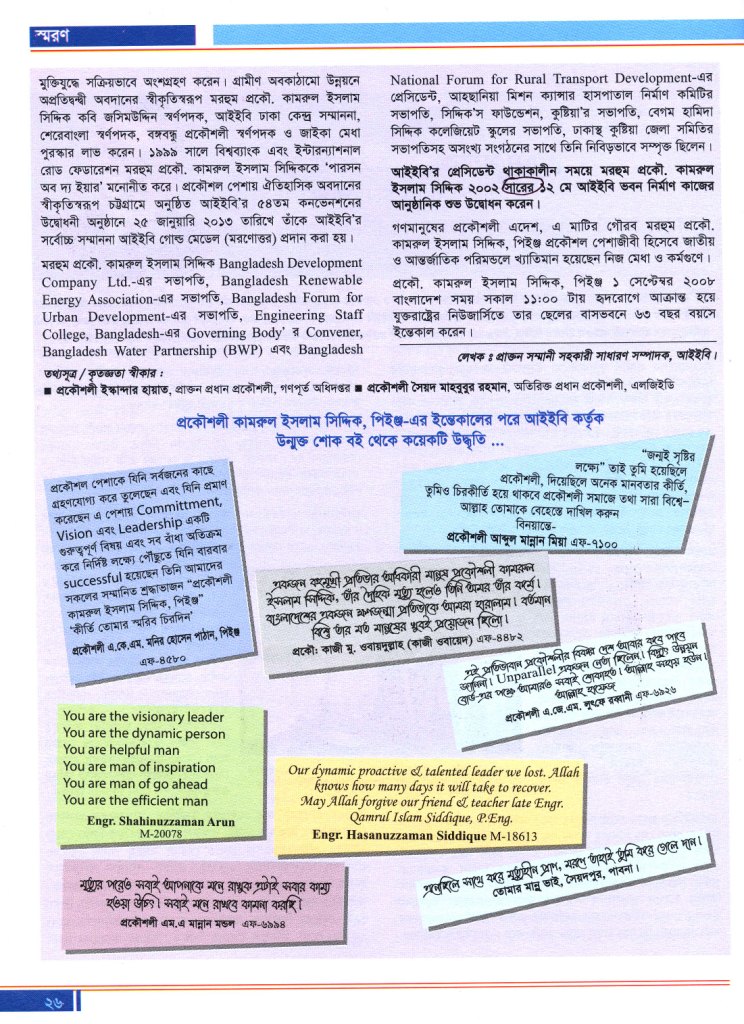 স্মরণ
মুক্তিযুদ্ধে সক্রিয়ভাবে অংশগ্রহণ করেন। গ্রামীণ অবকাঠামো উন্নয়নে
অপ্রতিদ্বন্দ্বী অবদানের স্বীকৃতিস্বরূপ মরহুম প্রকৌ. কামরুল ইসলাম
সিদ্দিক কবি জসিমউদ্দিন স্বর্ণপদক, আইইবি ঢাকা কেন্দ্র সম্মাননা,
শেরেবাংলা স্বর্ণপদক, বঙ্গবন্ধু প্রকৌশলী স্বর্ণপদক ও জাইকা মেধা
পুরস্কার লাভ করেন। ১৯৯৯ সালে বিশ্বব্যাংক এবং ইন্টারন্যাশনাল
রোড ফেডারেশন মরহুম প্রকৌ. কামরুল ইসলাম সিদ্দিককে ‘পারসন
অব দ্য ইয়ার’ মনোনীত করে। প্রকৌশল পেশায় ঐতিহাসিক অবদানের
স্বীকৃতিস্বরূপ চট্টগ্রামে অনুষ্ঠিত আইইবি’র ৫৪তম কনভেনশনের
উদ্বোধনী অনুষ্ঠানে ২৫ জানুয়ারি ২০১৩ তারিখে তাঁকে আইইবি’র
সর্বোচ্চ সম্মাননা আইইবি গোল্ড মেডেল (মরণোত্তর) প্রদান করা হয়।
মরহুম প্রকৌ. কামরুল ইসলাম সিদ্দিক Bangladesh Development
Company Ltd.-এর সভাপতি, Bangladesh Renewable
Energy Association-এর সভাপতি, Bangladesh Forum for
Urban Development-এর সভাপতি, Engineering Staff
College, Bangladesh-এর Governing Body’ র Convener,
Bangladesh Water Partnership (BWP) এবং Bangladesh
National Forum for Rural Transport Development-এর
প্রেসিডেন্ট, আহছানিয়া মিশন ক্যান্সার হাসপাতাল নির্মাণ কমিটির
সভাপতি, সিদ্দিক’স ফাউন্ডেশন, কুষ্টিয়া’র সভাপতি, বেগম হামিদা
সিদ্দিক কলেজিয়েট স্কুলের সভাপতি, ঢাকাস্থ কুষ্টিয়া জেলা সমিতির
সভাপতিসহ অসংখ্য সংগঠনের সাথে তিনি নিবিড়ভাবে সম্পৃক্ত ছিলেন।
আইইবি’র প্রেসিডেন্ট থাকাকালীন সময়ে মরহুম প্রকৌ. কামরুল
ইসলাম সিদ্দিক ২০০২ সারের ১২ মে আইইবি ভবন নির্মাণ কাজের
আনুষ্ঠানিক শুভ উদ্বোধন করেন।
গণমানুষের প্রকৌশলী এদেশ, এ মাটির গৌরব মরহুম প্রকৌ.
কামরুল ইসলাম সিদ্দিক, পিইঞ্জ প্রকৌশল পেশাজীবী হিসেবে জাতীয়
ও আন্তর্জাতিক পরিমন্ডলে খ্যাতিমান হয়েছেন নিজ মেধা ও কর্মগুণে।
প্রকৌ. কামরুল ইসলাম সিদ্দিক, পিইঞ্জ ১ সেপ্টেম্বর ২০০৮
বাংলাদেশ সময় সকাল ১১:০০ টায় হৃদরোগে আক্রান্ত হয়ে
যুক্তরাষ্ট্রের নিউজার্সিতে তার ছেলের বাসভবনে ৬৩ বছর বয়সে
ইন্তেকাল করেন।
লেখক : প্রাক্তন সম্মানী সহকারী সাধারণ সম্পাদক, আইইবি।
তথ্যসূত্র / কৃতজ্ঞতা স্বীকার :
■ প্রকৌশলী ইস্কান্দার হায়াত, প্রাক্তন প্রধান প্রকৌশলী, গণপূর্ত অধিদপ্তর ■ প্রকৌশলী সৈয়দ মাহবুবুর রহমান, অতিরিক্ত প্রধান প্রকৌশলী, এলজিইডি
প্রকৌশলী কামরুল ইসলাম সিদ্দিক, পিইঞ্জ-এর ইন্তেকালের পরে আইইবি কর্তৃক
উন্মুক্ত শোক বই থেকে কয়েকটি উদ্ধৃতি ...
প্রকৌশল পেশাকে যিনি সর্বজনের কাছে
গ্রহণযোগ্য করে তুলেছেন এবং যিনি প্রমাণ
করেছেন এ পেশায় Committment,
Vision এবং Leadership একটি
গুরুত্বপূর্ণ বিষয় এবং সব বাঁধা অতিক্রম
করে নির্দিষ্ট লক্ষ্যে পৌঁছুতে যিনি বারবার
successful হয়েছেন তিনি আমাদের
সকলের সম্মানিত শ্রদ্ধাভাজন “প্রকৌশলী
কামরুল ইসলাম সিদ্দিক, পিইঞ্জ”
‘কীর্তি তোমার স্মরিব চিরদিন’
প্রকৌশলী এ.কে.এম. মনির হোসেন পাঠান, পিইঞ্জ
এফ-৪৫৮০
“জন্মই সৃষ্টির
লক্ষ্যে” তাই তুমি হয়েছিলে
প্রকৌশলী, দিয়েছিলে অনেক মানবতার কীর্তি,
তুমিও চিরকীর্তি হয়ে থাকবে প্রকৌশলী সমাজে তথা সারা বিশ্বে–
আল্লাহ তোমাকে বেহেস্তে দাখিল করুন
বিনয়ান্তে-
প্রকৌশলী আব্দুল মান্নান মিয়া এফ-৭১০০
একজন বহুমুখী প্রতিভার অধিকারী মানুষ প্রকৌশলী কামরুল
ইসলাম সিদ্দিক, তাঁর দৈহিক মৃত্যু হলেও তিনি অমর তাঁর কর্মে।
বাংলাদেশের একজন ক্ষণজন্মা প্রতিভাকে আমরা হারালাম। বর্তমান
বিশ্বে তার মত মানুষের খুবই প্রয়োজন ছিলো।
প্রকৌ: কাজী মু. ওবায়দুল্লাহ (কাজী ওবায়েদ) এফ-৪৪৮২
এই প্রতিভাবান প্রকৌশলীর বিকল্প দেশ আবার কবে পাবে
জানিনা। Unparallel একজন নেতা ছিলেন। বিদ্যুৎ উন্নয়ন
বোর্ড-এর পক্ষে আমরাও সবাই শোকাহত। আল্লাহ সহায় হউন।
আল্লাহ হাফেজ
প্রকৌশলী এ.জে.এম. লুৎফে রব্বানী এফ-৬৯২৬
You are the visionary leader
You are the dynamic person
You are helpful man
You are man of inspiration
You are man of go ahead
You are the efficient man
Engr. Shahinuzzaman Arun
M-20078
Our dynamic proactive & talented leader we lost. Allah
knows how many days it will take to recover.
May Allah forgive our friend & teacher late Engr.
Qamrul Islam Siddique, P.Eng.
Engr. Hasanuzzaman Siddique M-18613
মৃত্যুর পরেও সবাই আপনাকে মনে রাখুক এটাই সবার কাম্য
হওয়া উচিৎ। সবাই মনে রাখবে কামনা করছি।
প্রকৌশলী এম.এ মান্নান মন্ডল এফ-৬৯৯৪
এনেছিলে সাথে করে মৃত্যুহীন প্রাণ, মরণে তাহাই তুমি করে গেলে দান।
তোমার মান্নু ভাই, সৈয়দপুর, পাবনা।
২৬